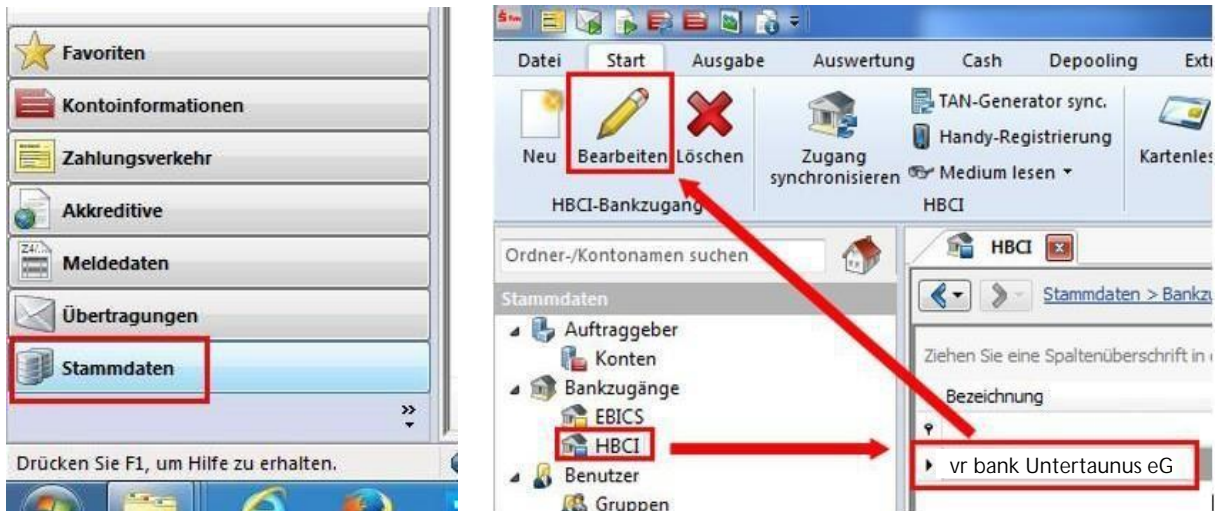 Favoriten
Kontoinformationen
Zahlungsverkehr
Akkreditive
Meldedaten
Übertragungen
Stammdaten
Drücken Sie F1, um Hilfe zu erhalten.
Datei Start Ausgabe Auswertung Cash Depooling
Neu Bearbeiten Löschen
Zugang
synchronisieren
TAN-Generator sync.
Handy-Registrierung
Medium lesen
HBCI-Bankzugang
HBCI
Ordner-/Kontonamen suchen
HBCI
Stammdaten
Stammdaten > Bankzu
Auftraggeber
Konten
Bankzugänge
EBICS
HBCI
Benutzer
Gruppen
Ziehen Sie eine Spaltenüberschrift in
Bezeichnung
vr bank Untertaunus eG